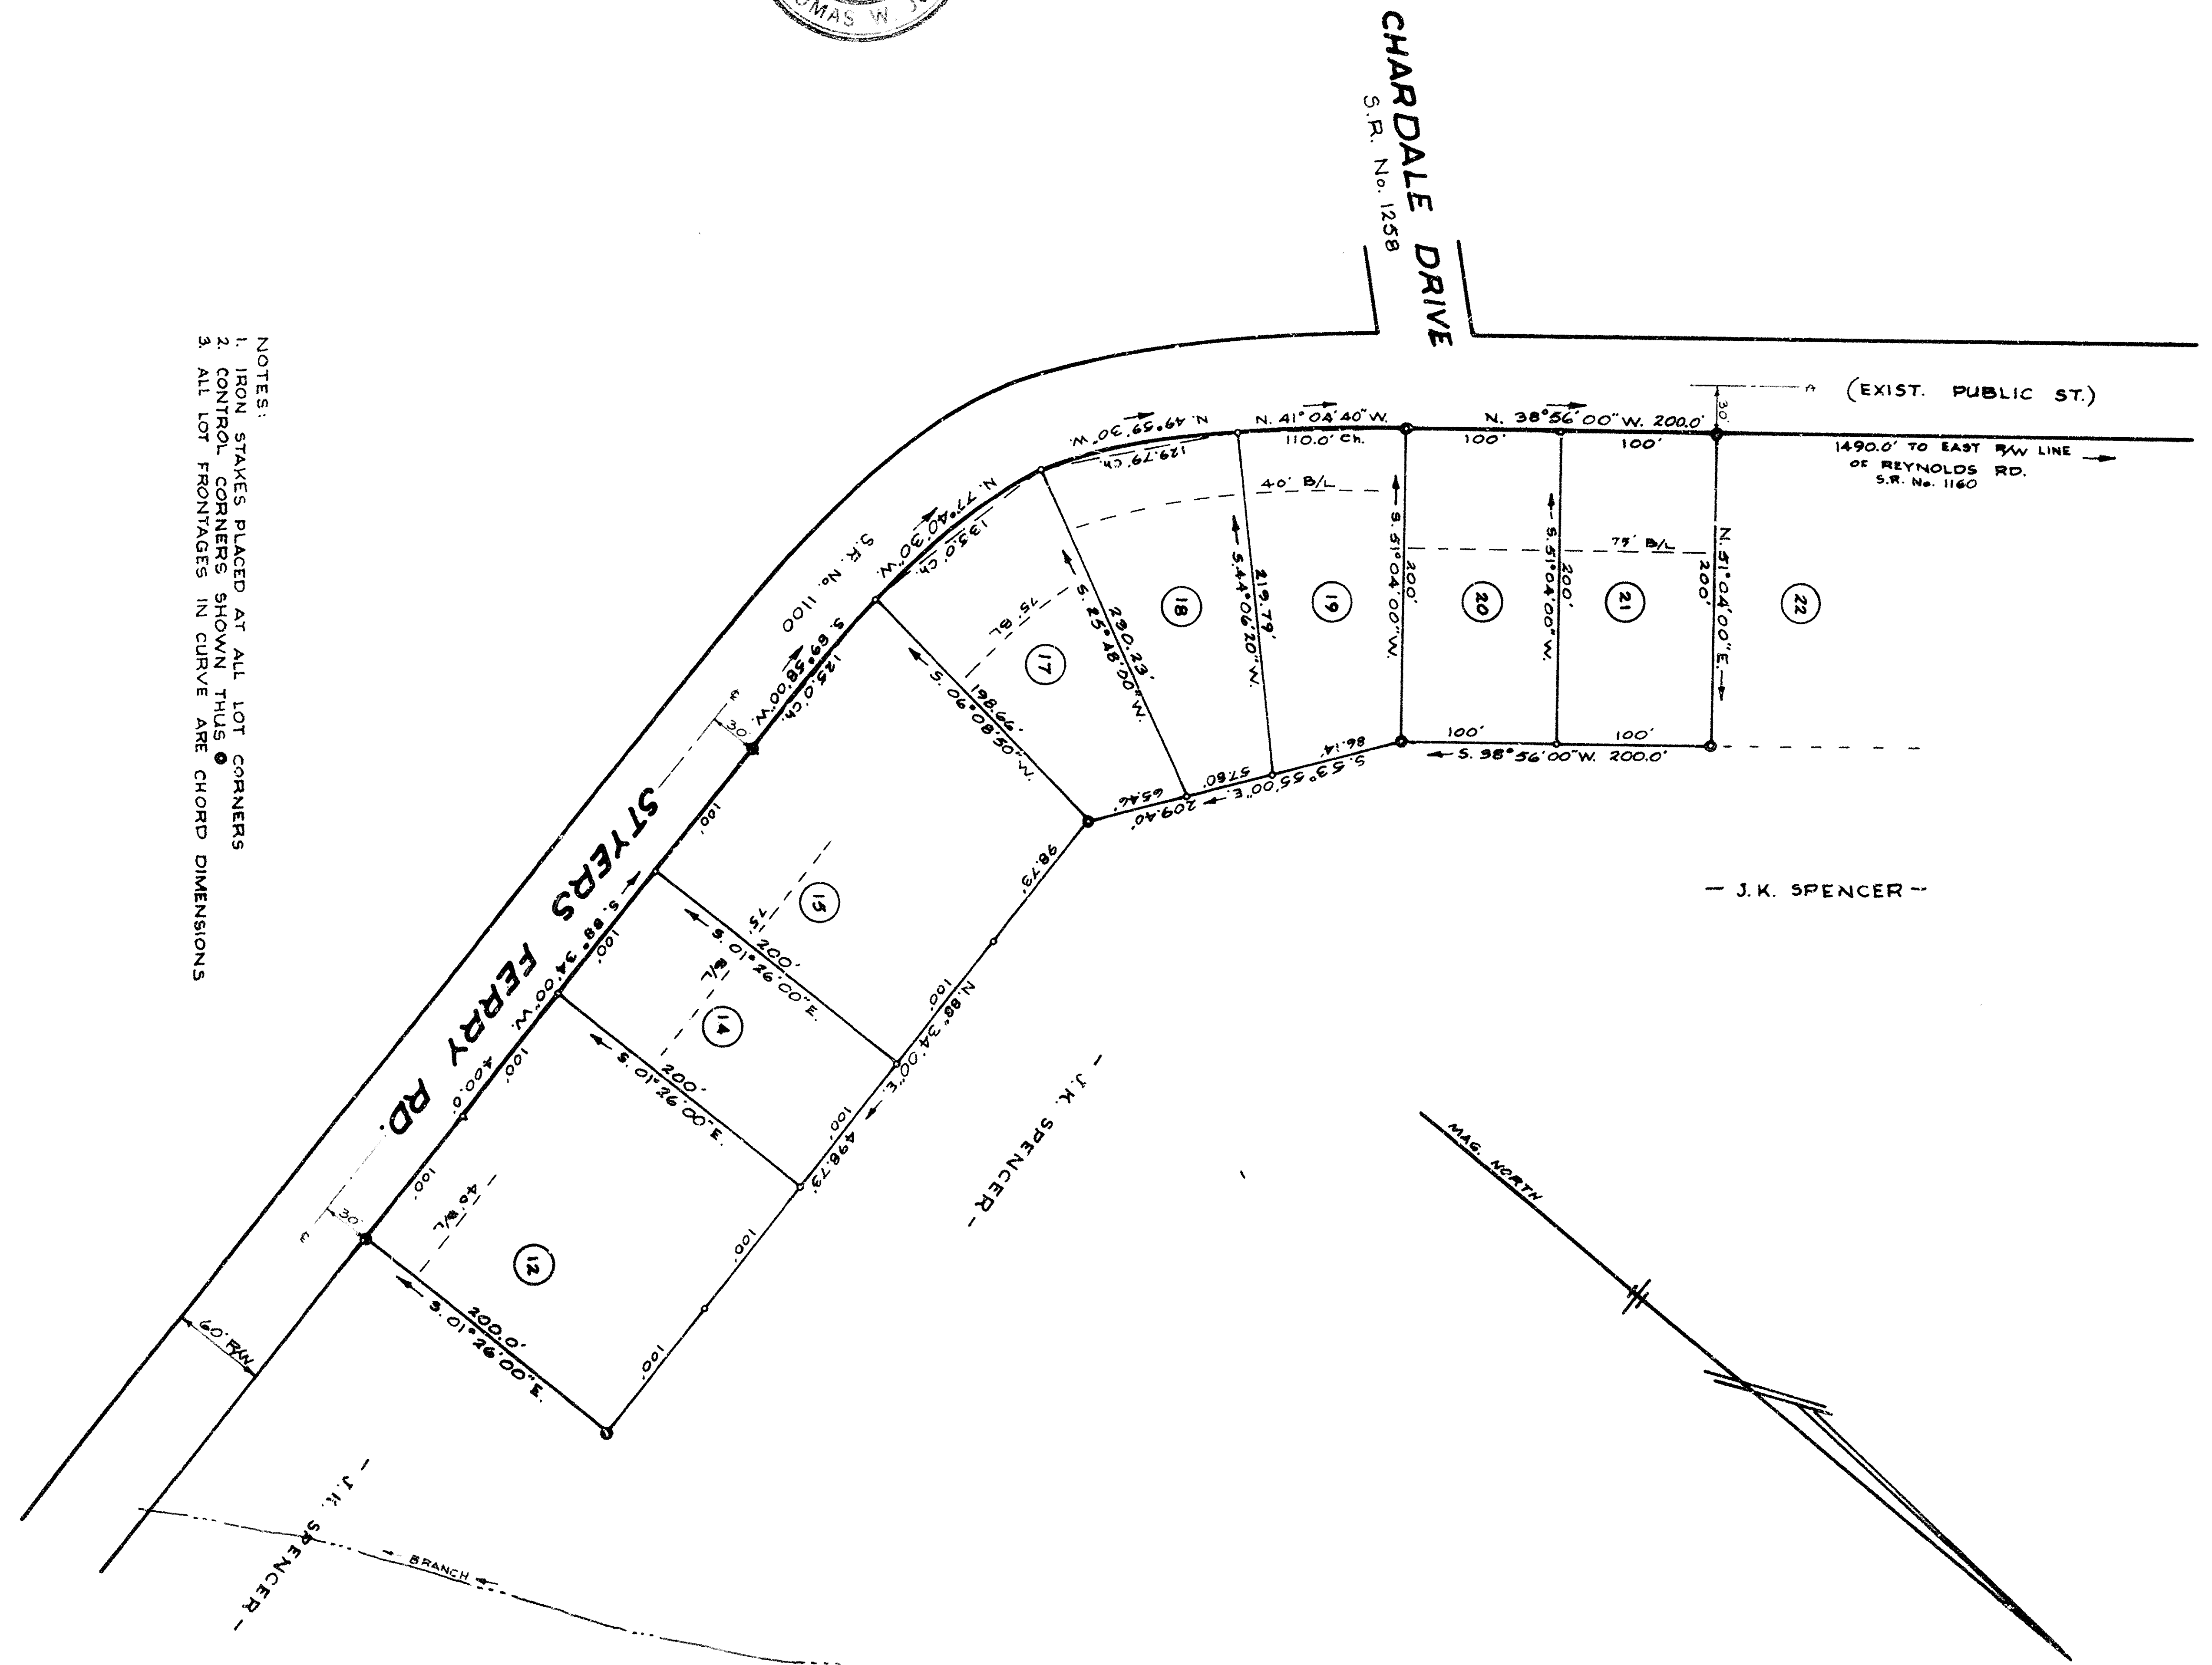 OMAS W. J
CHARDALE DRIVE
S.R. No. 1258
NOTES:
1. IRON STAKES PLACED AT ALL LOT CORNERS
2. CONTROL CORNERS SHOWN THUS
3. ALL LOT FRONTAGES IN CURVE ARE CHORD DIMENSIONS
(EXIST. PUBLIC ST.)
30'
1490.0' TO EAST R/W LINE
OF REYNOLDS RD.
S.R. No. 1160
N. 38°56'00"W. 200.0'
100'
100'
N. 41°04'40"W.
110.0' Ch.
N. 49°59'30"W.
129.79' Ch.
N. 77°40'30"W.
135.0' Ch.
S.R. No. 1100
S. 89°58'00"W.
125.0' Ch.
30'
40' B/L
75' B/L
75' BL
N. 51°04'00"E.
200'
S. 51°04'00"W.
200'
S. 51°04'00"W.
200'
219.79'
S. 44°06'20"W.
230.23'
S. 25°48'00"W.
198.66'
S. 06°08'50"W.
22
21
20
19
18
17
100'
100'
S. 38°56'00"W. 200.0'
86.14'
57.80'
65.46'
S. 53°55'00"E.
209.40'
- J.K. SPENCER -
STYERS FERRY RD.
100'
100'
100'
100'
S. 88°34'00"W.
400.0'
30'
60' R/W
15
14
12
75' B/L
40' B/L
200'
S. 01°26'00"E.
200'
S. 01°26'00"E.
200.0'
S. 01°26'00"E.
98.73'
100'
100'
100'
100'
N. 88°34'00"E.
498.73'
- J.K. SPENCER -
MAG. NORTH
- J.K. SPENCER -
BRANCH